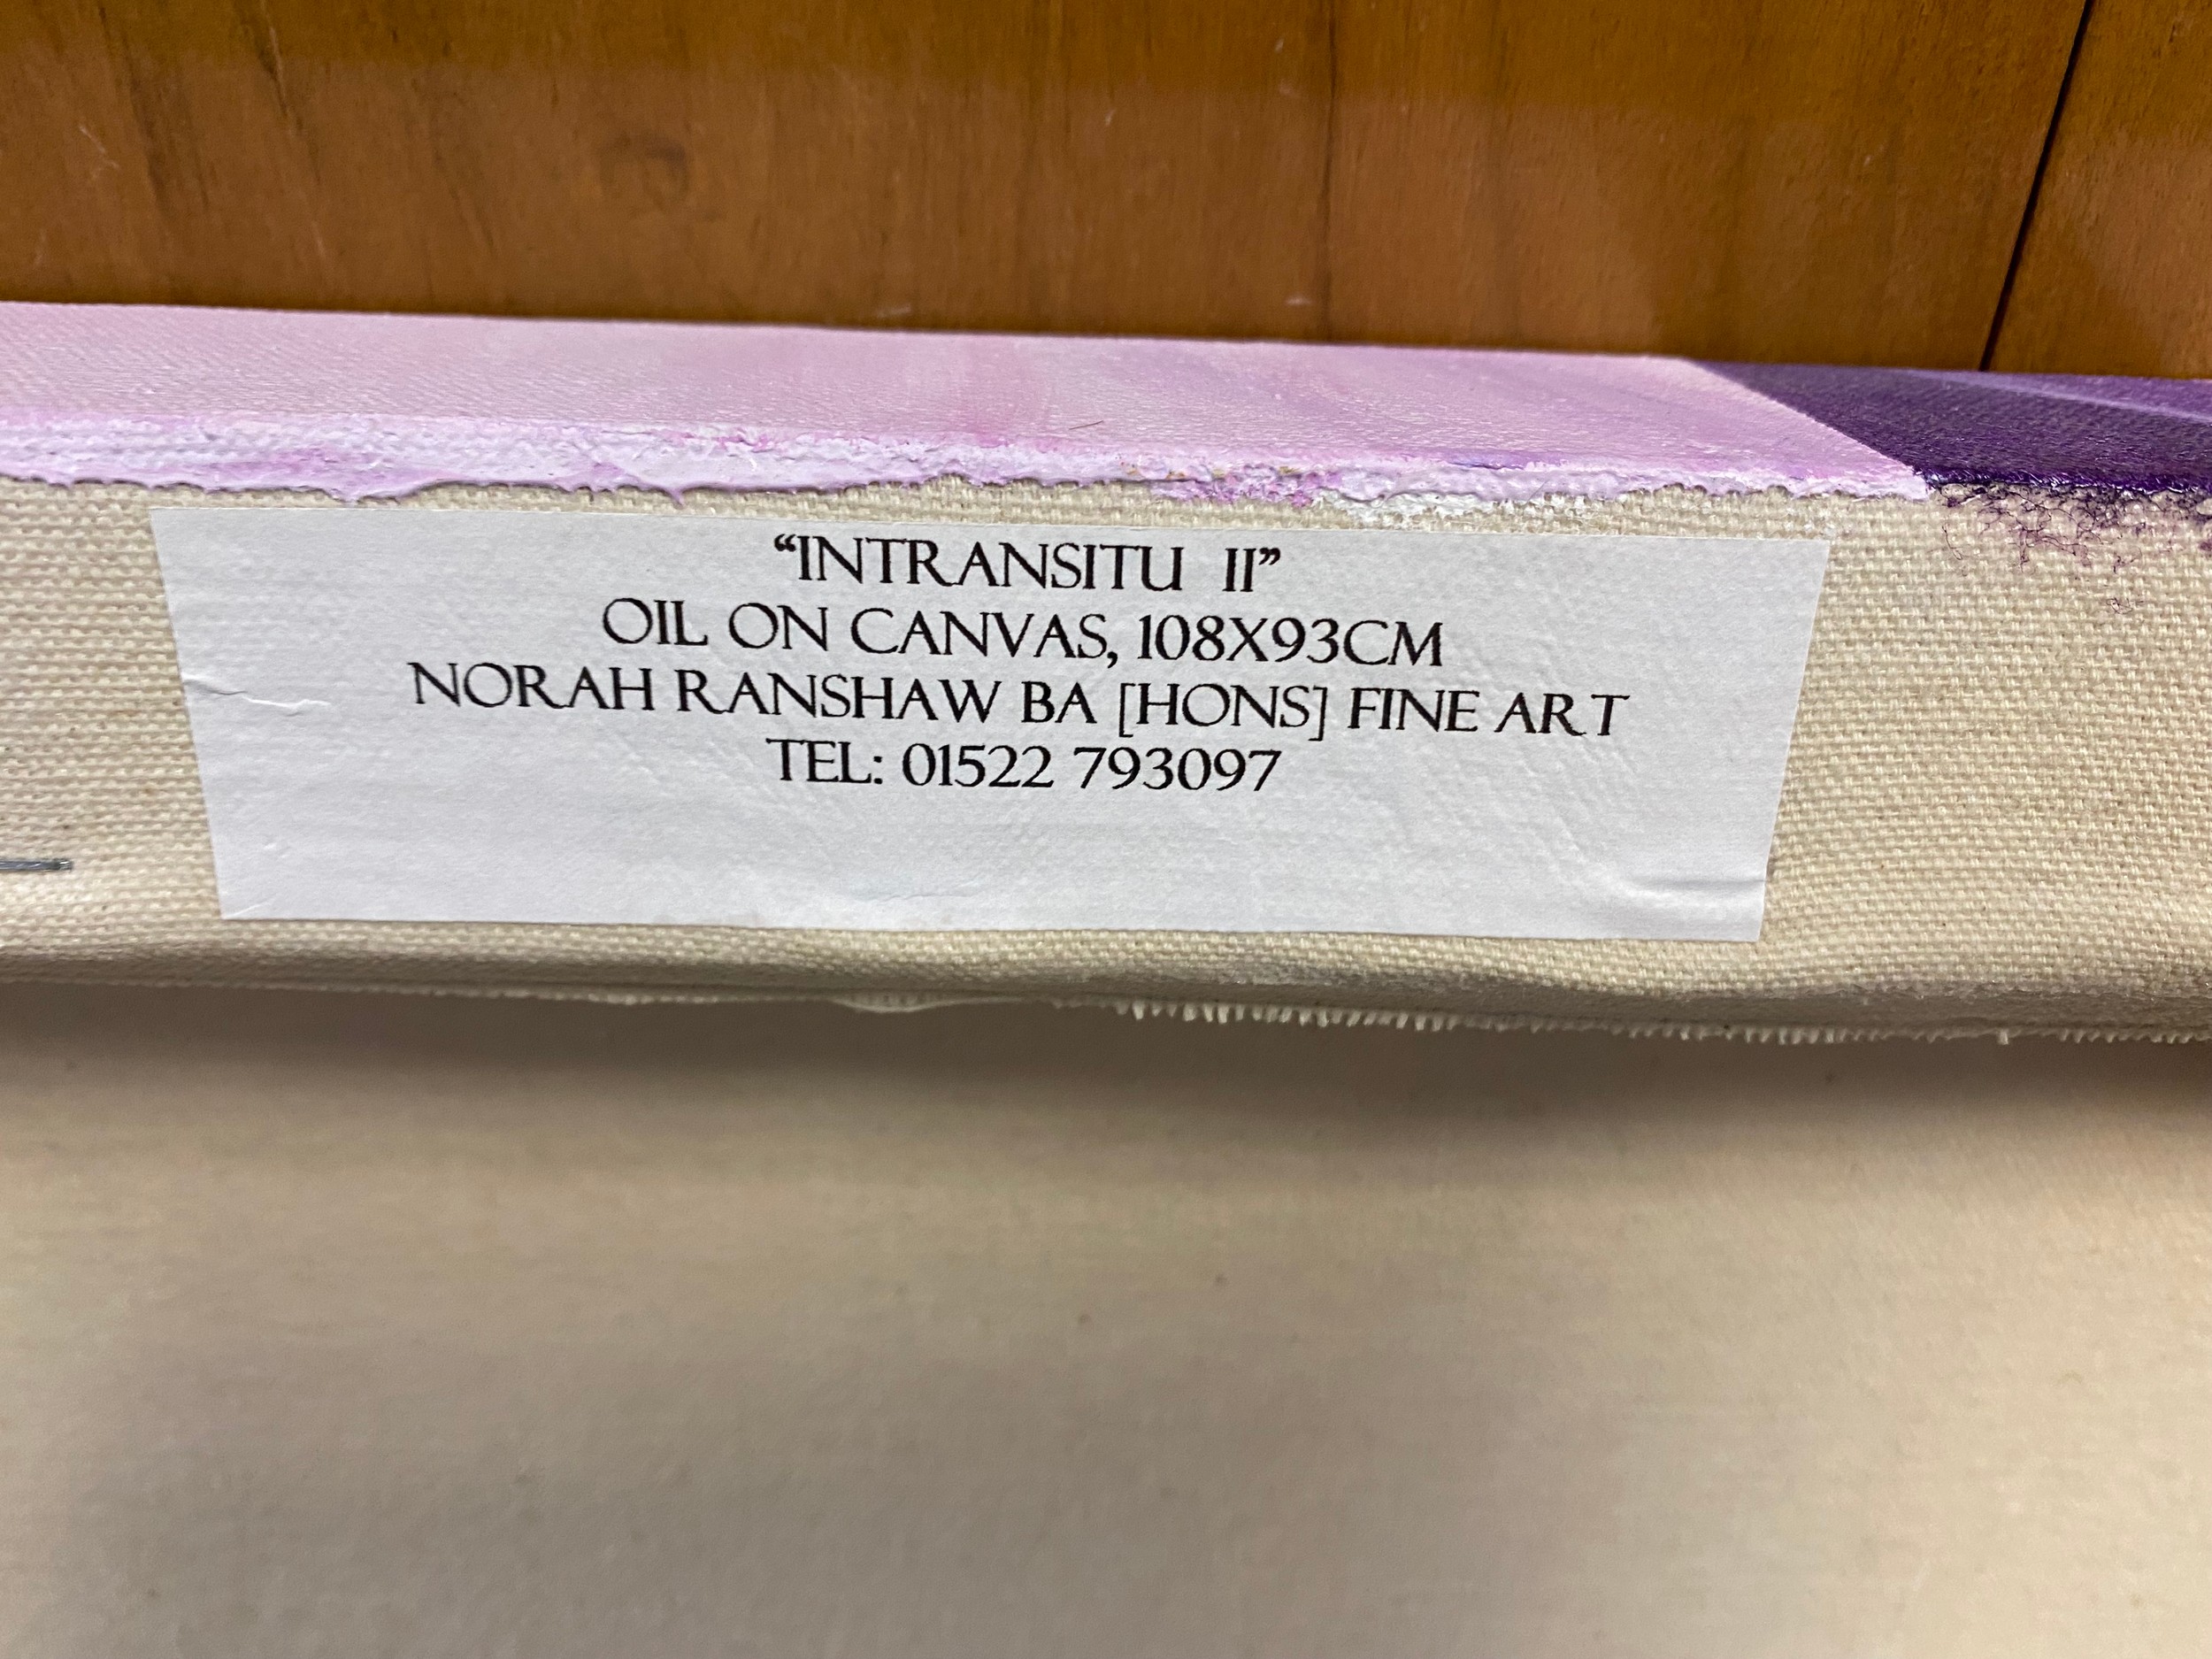 “INTRANSITU II”
OIL ON CANVAS, 108X93CM
NORAH RANSHAW BA [HONS] FINE ART
TEL: 01522 793097